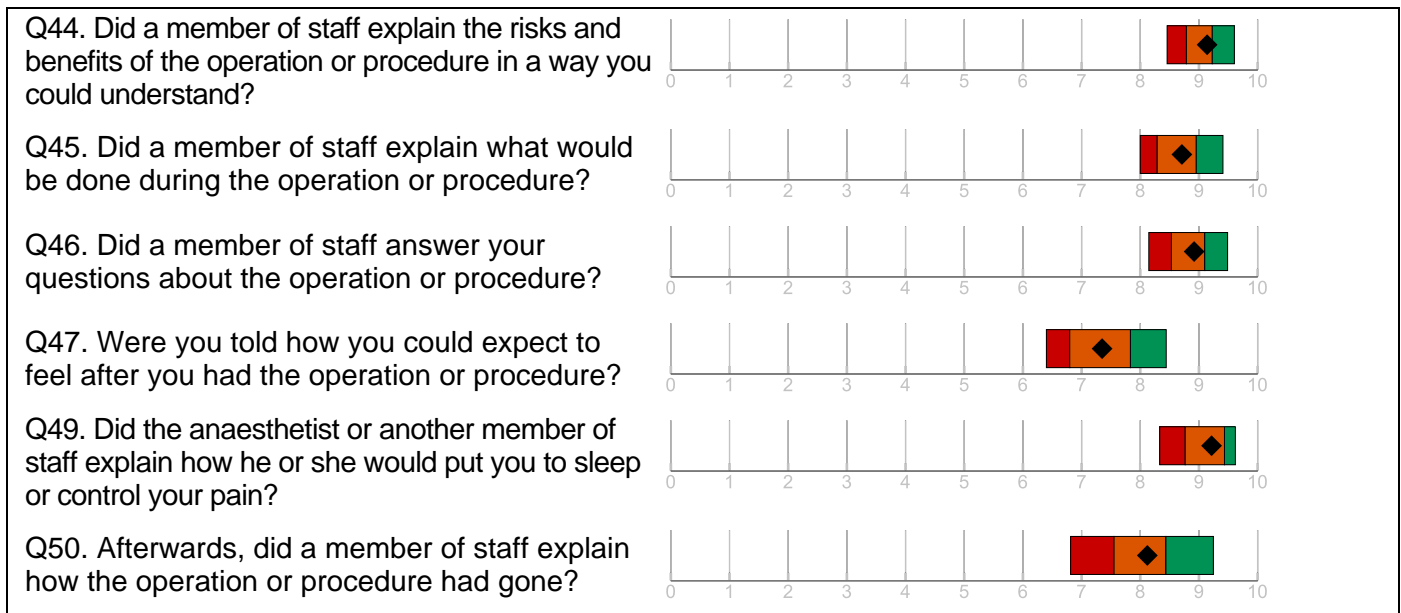 Q44. Did a member of staff explain the risks and
benefits of the operation or procedure in a way you
could understand?
0 1 2 3 4 5 6 7 8 9 10
Q45. Did a member of staff explain what would
be done during the operation or procedure?
0 1 2 3 4 5 6 7 8 9 10
Q46. Did a member of staff answer your
questions about the operation or procedure?
0 1 2 3 4 5 6 7 8 9 10
Q47. Were you told how you could expect to
feel after you had the operation or procedure?
0 1 2 3 4 5 6 7 8 9 10
Q49. Did the anaesthetist or another member of
staff explain how he or she would put you to sleep
or control your pain?
0 1 2 3 4 5 6 7 8 9 10
Q50. Afterwards, did a member of staff explain
how the operation or procedure had gone?
0 1 2 3 4 5 6 7 8 9 10